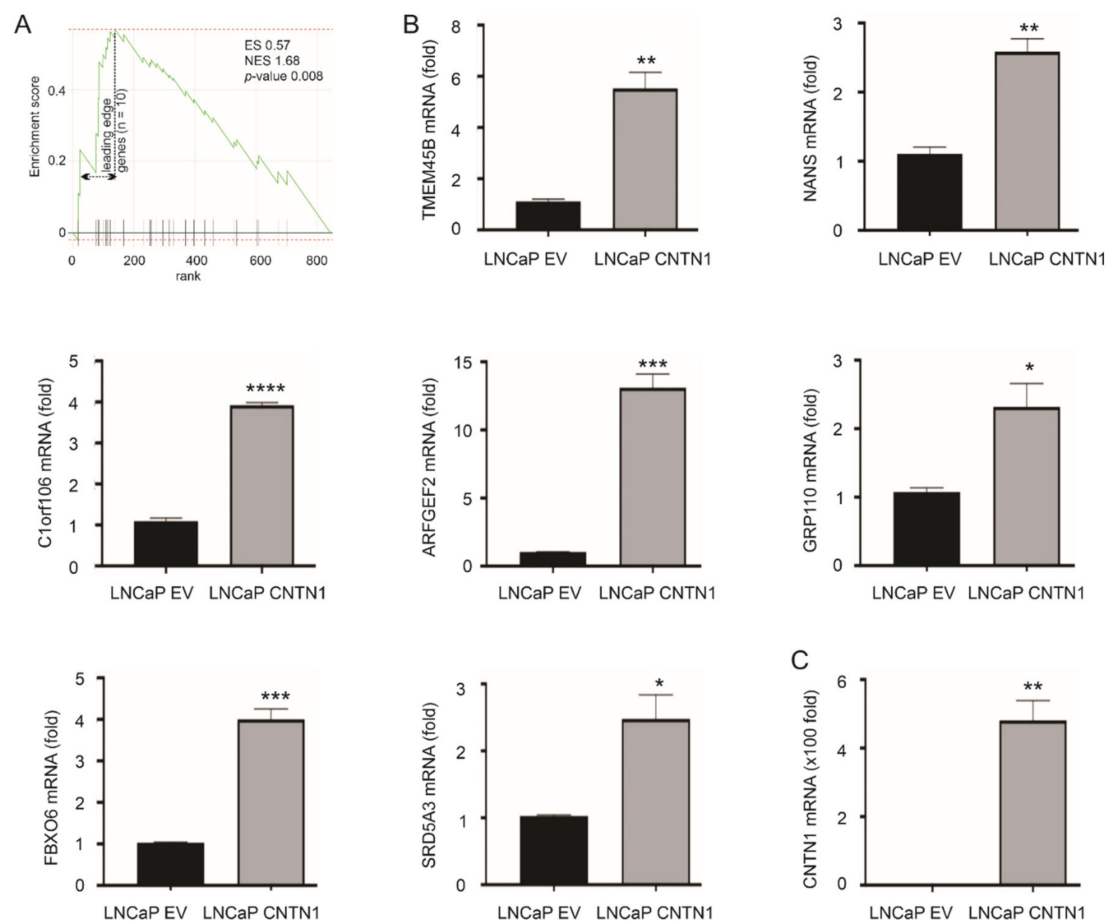 A
ES 0.57
NES 1.68
p-value 0.008
Enrichment score
0.4
0.2
0
leading edge
genes (n = 10)
0 200 400 600 800
rank
B
TMEM45B mRNA (fold)
8
6
4
2
0
**
LNCaP EV LNCaP CNTN1
NANS mRNA (fold)
3
2
1
0
**
LNCaP EV LNCaP CNTN1
C1orf106 mRNA (fold)
5
4
3
2
1
0
****
LNCaP EV LNCaP CNTN1
ARFGEF2 mRNA (fold)
15
10
5
0
***
LNCaP EV LNCaP CNTN1
GRP110 mRNA (fold)
3
2
1
0
*
LNCaP EV LNCaP CNTN1
FBXO6 mRNA (fold)
5
4
3
2
1
0
***
LNCaP EV LNCaP CNTN1
SRD5A3 mRNA (fold)
3
2
1
0
*
LNCaP EV LNCaP CNTN1
C
CNTN1 mRNA (x100 fold)
6
4
2
0
**
LNCaP EV LNCaP CNTN1